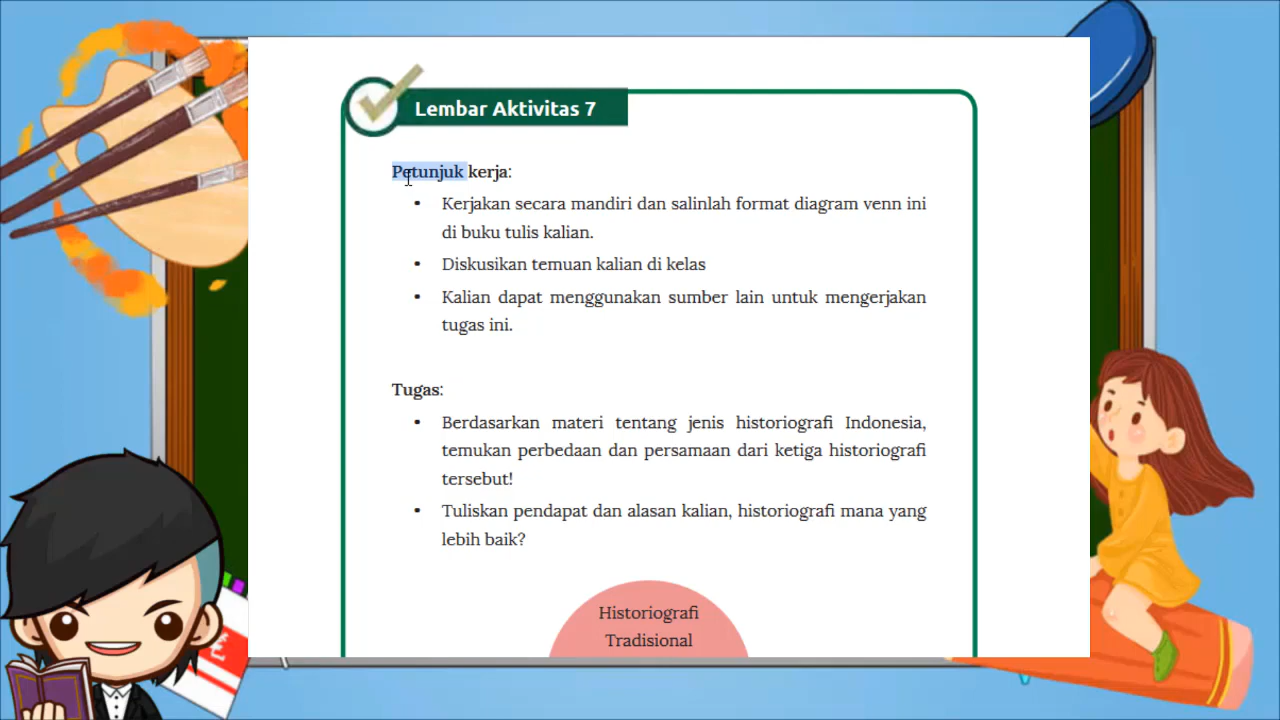 Lembar Aktivitas 7
Petunjuk kerja:
• Kerjakan secara mandiri dan salinlah format diagram venn ini
di buku tulis kalian.
• Diskusikan temuan kalian di kelas
• Kalian dapat menggunakan sumber lain untuk mengerjakan
tugas ini.
Tugas:
• Berdasarkan materi tentang jenis historiografi Indonesia,
temukan perbedaan dan persamaan dari ketiga historiografi
tersebut!
• Tuliskan pendapat dan alasan kalian, historiografi mana yang
lebih baik?
Historiografi
Tradisional